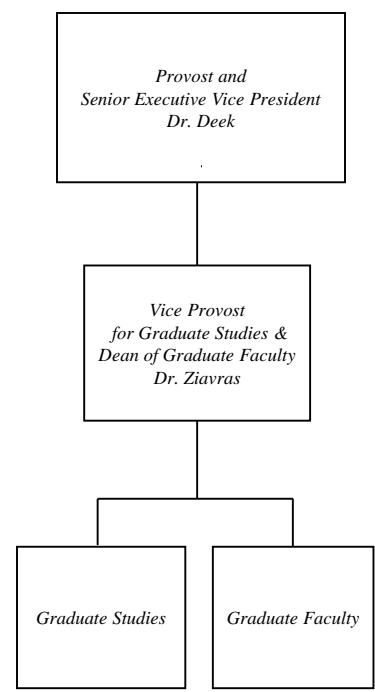 Provost and
Senior Executive Vice President
Dr. Deek
.
Vice Provost
for Graduate Studies &
Dean of Graduate Faculty
Dr. Ziavras
Graduate Studies
Graduate Faculty